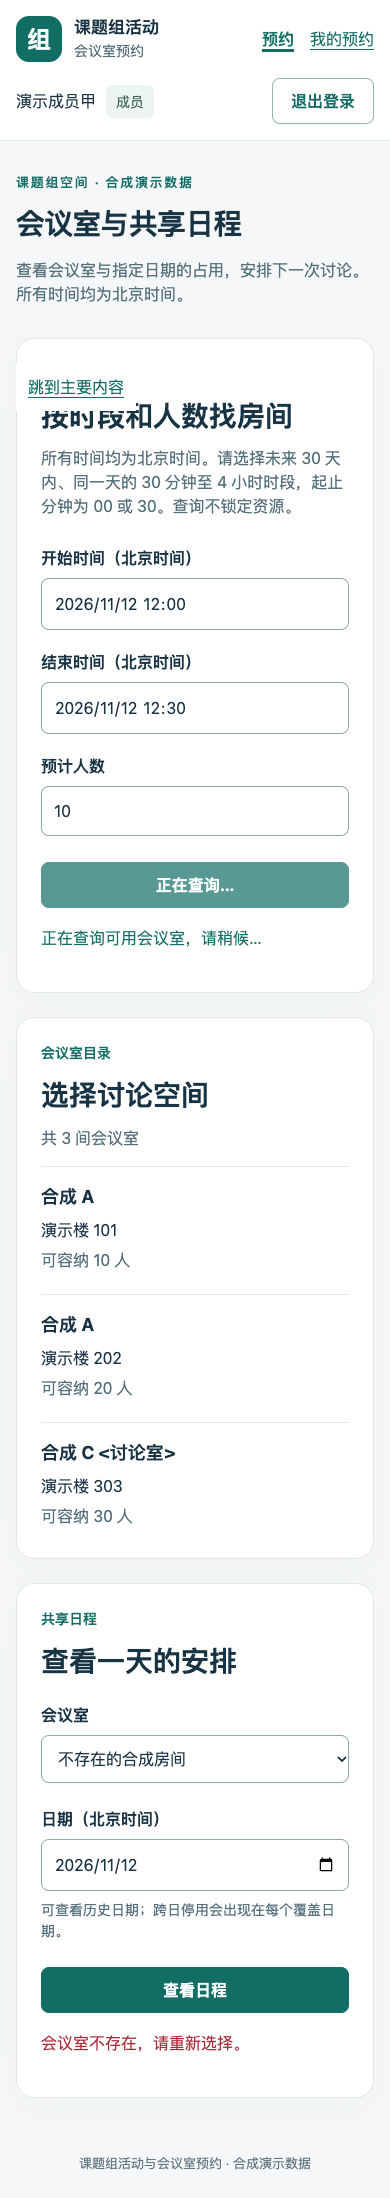 组
课题组活动
会议室预约
预约
我的预约
演示成员甲
成员
退出登录
课题组空间 · 合成演示数据
会议室与共享日程
查看会议室与指定日期的占用，安排下一次讨论。
所有时间均为北京时间。
跳到主要内容
按时段和人数找房间
所有时间均为北京时间。请选择未来 30 天
内、同一天的 30 分钟至 4 小时时段，起止
分钟为 00 或 30。查询不锁定资源。
开始时间（北京时间）
2026/11/12 12:00
结束时间（北京时间）
2026/11/12 12:30
预计人数
10
正在查询...
正在查询可用会议室，请稍候...
会议室目录
选择讨论空间
共 3 间会议室
合成 A
演示楼 101
可容纳 10 人
合成 A
演示楼 202
可容纳 20 人
合成 C <讨论室>
演示楼 303
可容纳 30 人
共享日程
查看一天的安排
会议室
不存在的合成房间
日期（北京时间）
2026/11/12
可查看历史日期；跨日停用会出现在每个覆盖日
期。
查看日程
会议室不存在，请重新选择。
课题组活动与会议室预约 · 合成演示数据